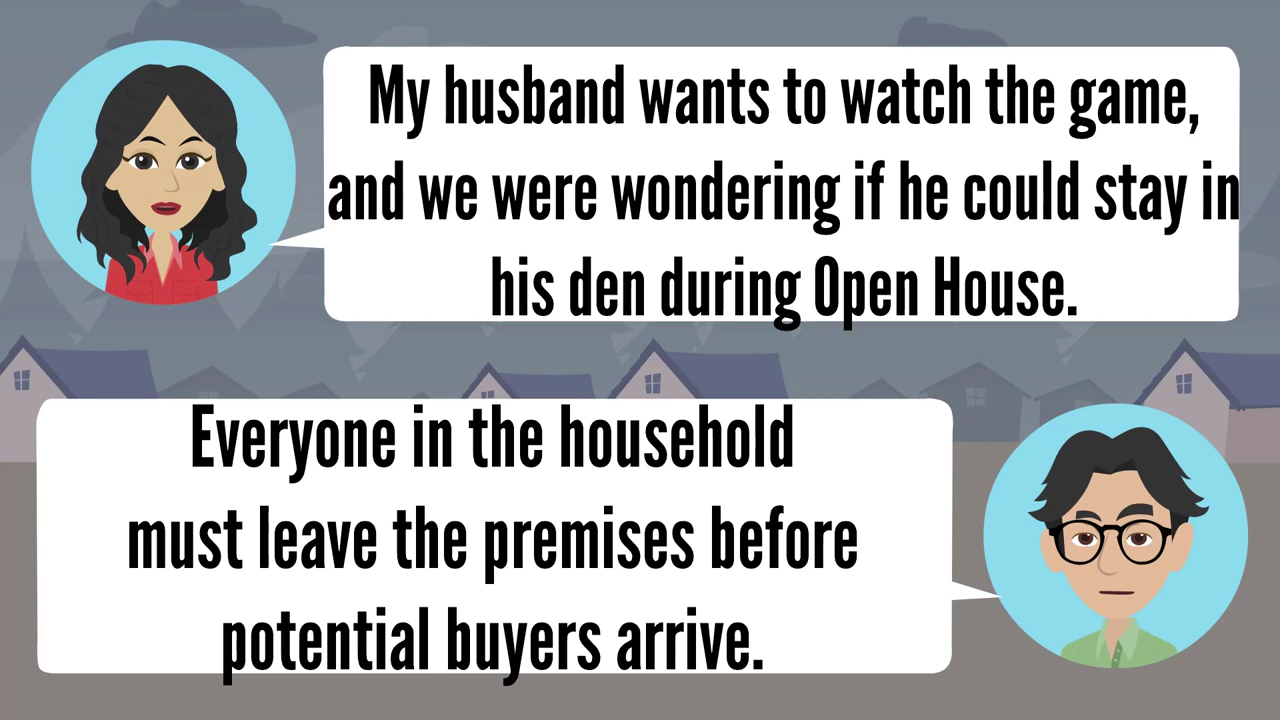 My husband wants to watch the game,
and we were wondering if he could stay in
his den during Open House.
Everyone in the household
must leave the premises before
potential buyers arrive.